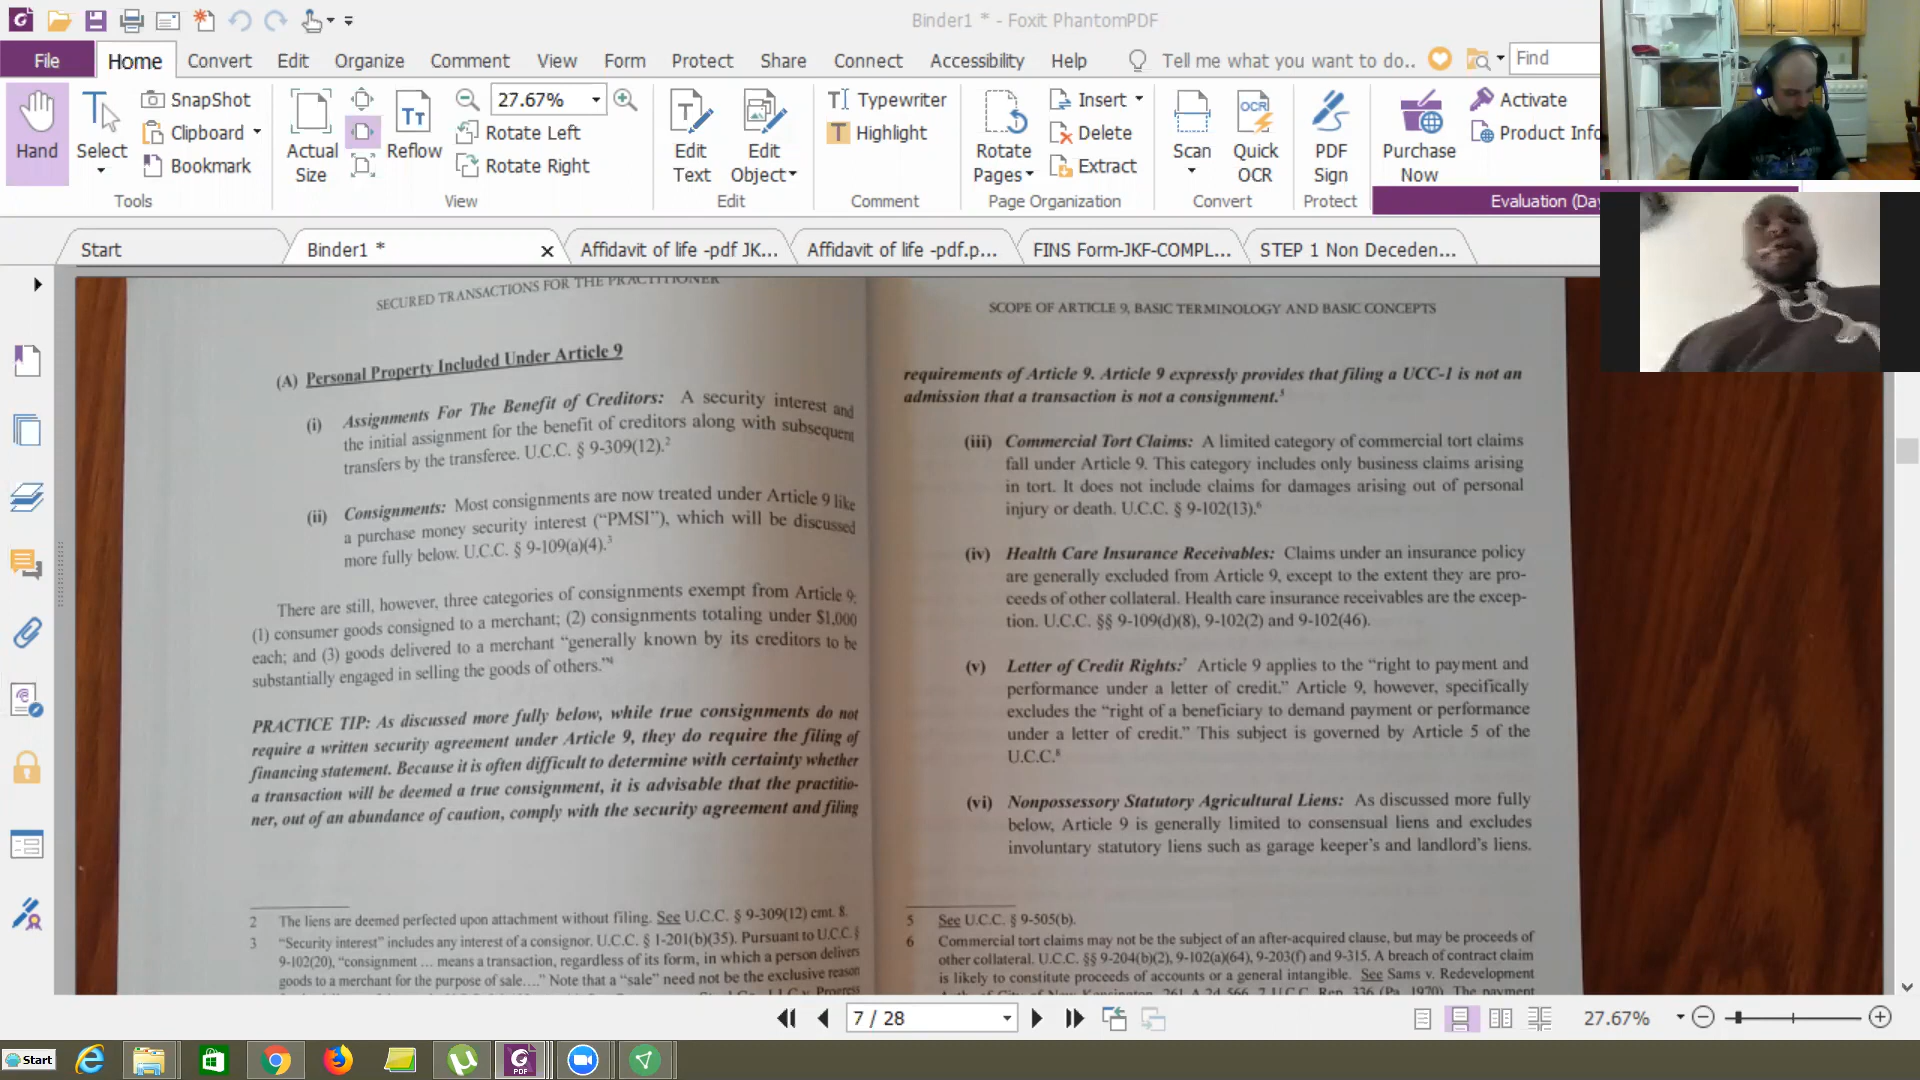 Binder1 * - Foxit PhantomPDF
File Home Convert Edit Organize Comment View Form Protect Share Connect Accessibility Help Tell me what you want to do.. Find
Hand
Select
SnapShot
Clipboard
Bookmark
Tools
Actual Size
Reflow
27.67%
Rotate Left
Rotate Right
View
Edit Text
Edit Object
Edit
Typewriter
Highlight
Comment
Rotate Pages
Insert
Delete
Extract
Page Organization
Scan
Quick OCR
Convert
PDF Sign
Protect
Purchase Now
Activate
Product Info
Evaluation (Day
Start
Binder1 *
Affidavit of life -pdf JK...
Affidavit of life -pdf.p...
FINS Form-JKF-COMPL...
STEP 1 Non Deceden...
SECURED TRANSACTIONS FOR THE PRACTITIONER
(A) Personal Property Included Under Article 9
(i) Assignments For The Benefit of Creditors: A security interest and
the initial assignment for the benefit of creditors along with subsequent
transfers by the transferee. U.C.C. § 9-309(12).2
(ii) Consignments: Most consignments are now treated under Article 9 like
a purchase money security interest (“PMSI”), which will be discussed
more fully below. U.C.C. § 9-109(a)(4).3
There are still, however, three categories of consignments exempt from Article 9:
(1) consumer goods consigned to a merchant; (2) consignments totaling under $1,000
each; and (3) goods delivered to a merchant “generally known by its creditors to be
substantially engaged in selling the goods of others.”4
PRACTICE TIP: As discussed more fully below, while true consignments do not
require a written security agreement under Article 9, they do require the filing of
financing statement. Because it is often difficult to determine with certainty whether
a transaction will be deemed a true consignment, it is advisable that the practitio-
ner, out of an abundance of caution, comply with the security agreement and filing
2 The liens are deemed perfected upon attachment without filing. See U.C.C. § 9-309(12) cmt. 8.
3 “Security interest” includes any interest of a consignor. U.C.C. § 1-201(b)(35). Pursuant to U.C.C. §
9-102(20), “consignment ... means a transaction, regardless of its form, in which a person delivers
goods to a merchant for the purpose of sale....” Note that a “sale” need not be the exclusive reason
SCOPE OF ARTICLE 9, BASIC TERMINOLOGY AND BASIC CONCEPTS
requirements of Article 9. Article 9 expressly provides that filing a UCC-1 is not an
admission that a transaction is not a consignment.5
(iii) Commercial Tort Claims: A limited category of commercial tort claims
fall under Article 9. This category includes only business claims arising
in tort. It does not include claims for damages arising out of personal
injury or death. U.C.C. § 9-102(13).6
(iv) Health Care Insurance Receivables: Claims under an insurance policy
are generally excluded from Article 9, except to the extent they are pro-
ceeds of other collateral. Health care insurance receivables are the excep-
tion. U.C.C. §§ 9-109(d)(8), 9-102(2) and 9-102(46).
(v) Letter of Credit Rights:7 Article 9 applies to the “right to payment and
performance under a letter of credit.” Article 9, however, specifically
excludes the “right of a beneficiary to demand payment or performance
under a letter of credit.” This subject is governed by Article 5 of the
U.C.C.8
(vi) Nonpossessory Statutory Agricultural Liens: As discussed more fully
below, Article 9 is generally limited to consensual liens and excludes
involuntary statutory liens such as garage keeper’s and landlord’s liens.
5 See U.C.C. § 9-505(b).
6 Commercial tort claims may not be the subject of an after-acquired clause, but may be proceeds of
other collateral. U.C.C. §§ 9-204(b)(2), 9-102(a)(64), 9-203(f) and 9-315. A breach of contract claim
is likely to constitute proceeds of accounts or a general intangible. See Sams v. Redevelopment
7 / 28
27.67%
Start